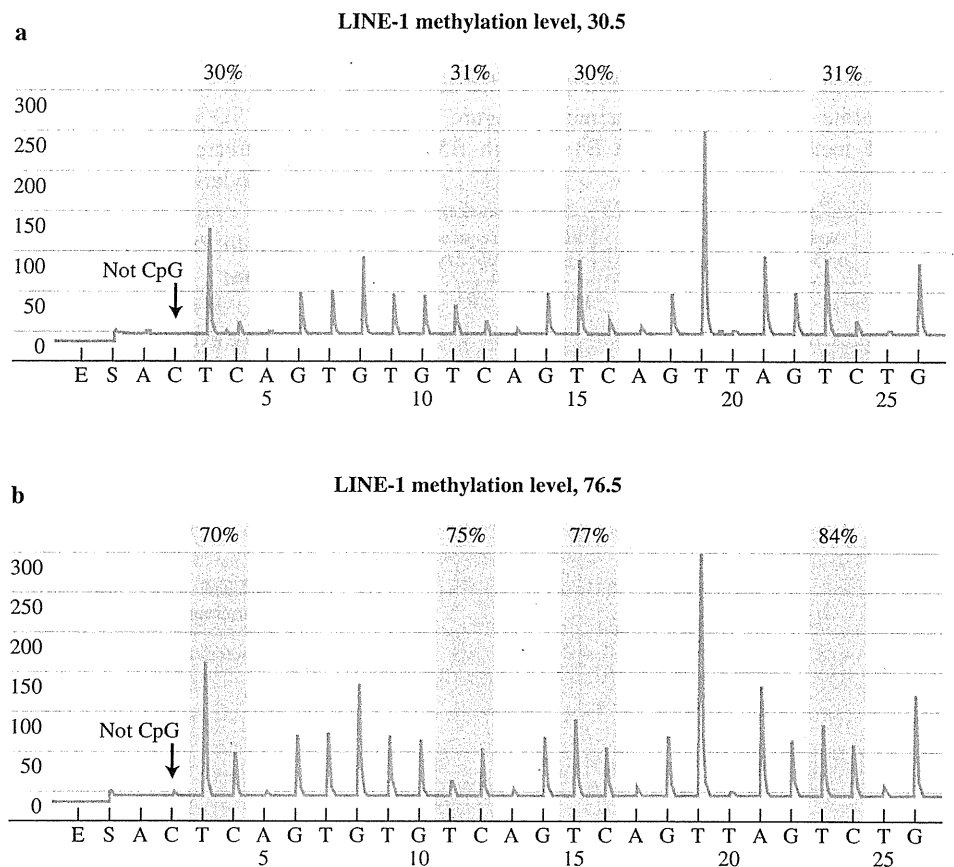 LINE-1 methylation level, 30.5
a
30% 31% 30% 31%
300
250
200
150
100
50
0
Not CpG
E S A C T C A G T G T G T C A G T C A G T T A G T C T G
5 10 15 20 25
LINE-1 methylation level, 76.5
b
70% 75% 77% 84%
300
250
200
150
100
50
0
Not CpG
E S A C T C A G T G T G T C A G T C A G T T A G T C T G
5 10 15 20 25